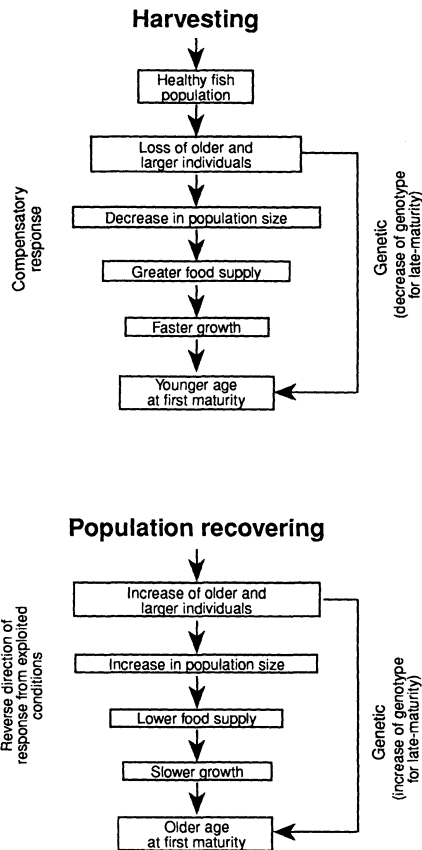 Harvesting
Healthy fish
population
Loss of older and
larger individuals
Decrease in population size
Greater food supply
Faster growth
Younger age
at first maturity
Compensatory
response
Genetic
(decrease of genotype
for late-maturity)
Population recovering
Increase of older and
larger individuals
Increase in population size
Lower food supply
Slower growth
Older age
at first maturity
Reverse direction of
response from exploited
conditions
Genetic
(increase of genotype
for late-maturity)